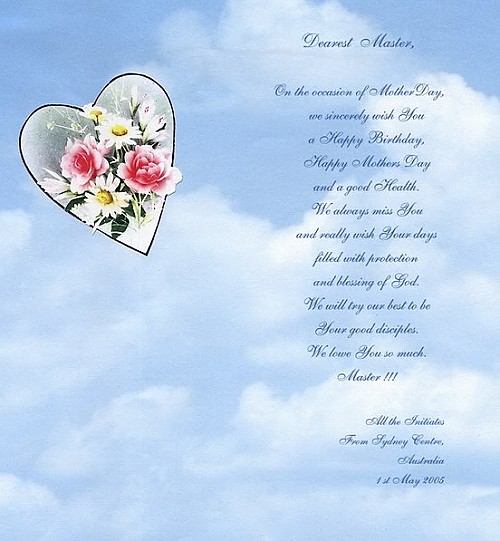 Dearest Master,
On the occasion of Mother Day,
we sincerely wish You
a Happy Birthday,
Happy Mothers Day
and a good Health.
We always miss You
and really wish Your days
filled with protection
and blessing of God.
We will try our best to be
Your good disciples.
We lowe You so much.
Master !!!
All the Initiates
From Sydney Centre,
Australia
1st May 2005